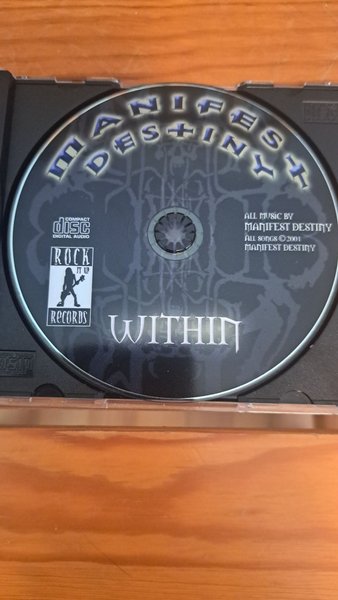 MANIFEST
DESTINY
COMPACT
disc
DIGITAL AUDIO
ALL MUSIC BY
MANIFEST DESTINY
ALL SONGS © 2001
MANIFEST DESTINY
ROCK
IT UP
RECORDS
WITHIN